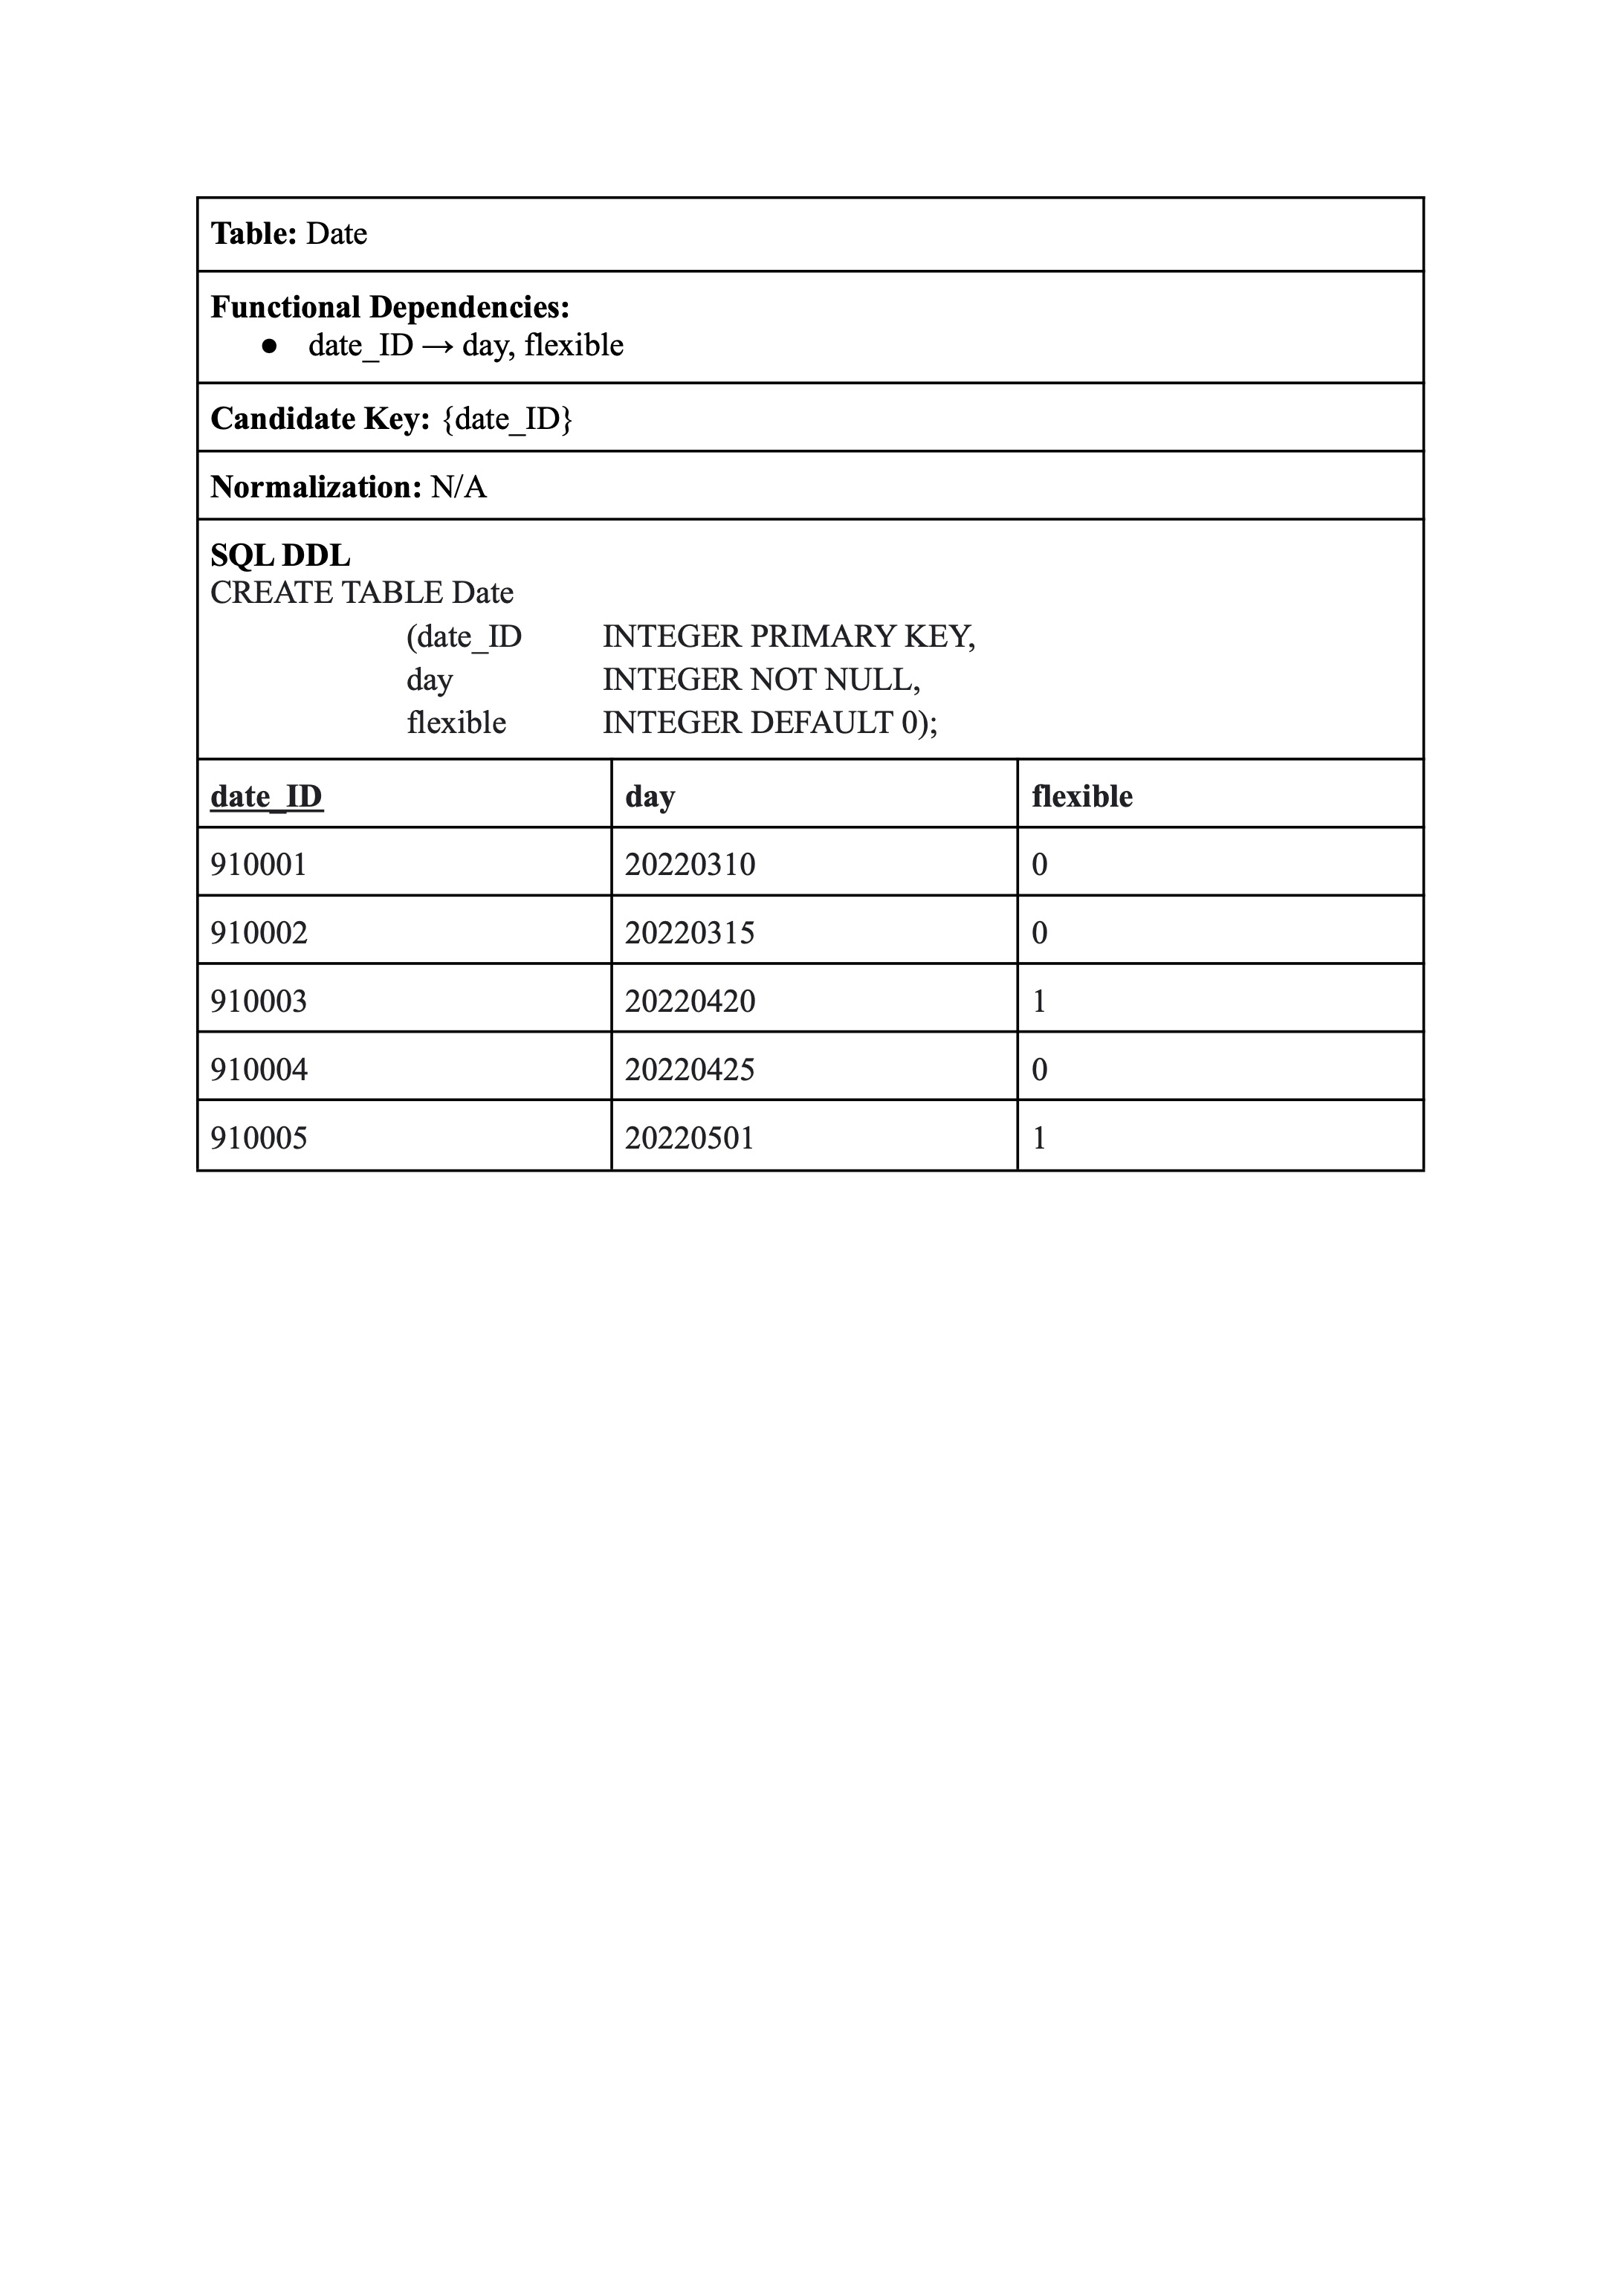 Table: Date
Functional Dependencies:
● date_ID → day, flexible
Candidate Key: {date_ID}
Normalization: N/A
SQL DDL
CREATE TABLE Date
(date_ID INTEGER PRIMARY KEY,
day INTEGER NOT NULL,
flexible INTEGER DEFAULT 0);
date_ID day flexible
910001 20220310 0
910002 20220315 0
910003 20220420 1
910004 20220425 0
910005 20220501 1